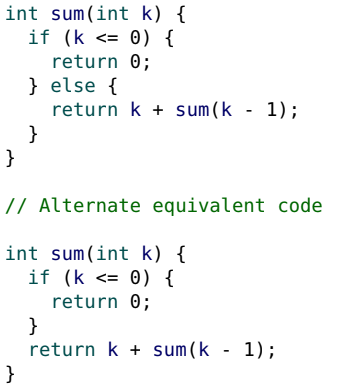 int sum(int k) {
  if (k <= 0) {
    return 0;
  } else {
    return k + sum(k - 1);
  }
}

// Alternate equivalent code

int sum(int k) {
  if (k <= 0) {
    return 0;
  }
  return k + sum(k - 1);
}